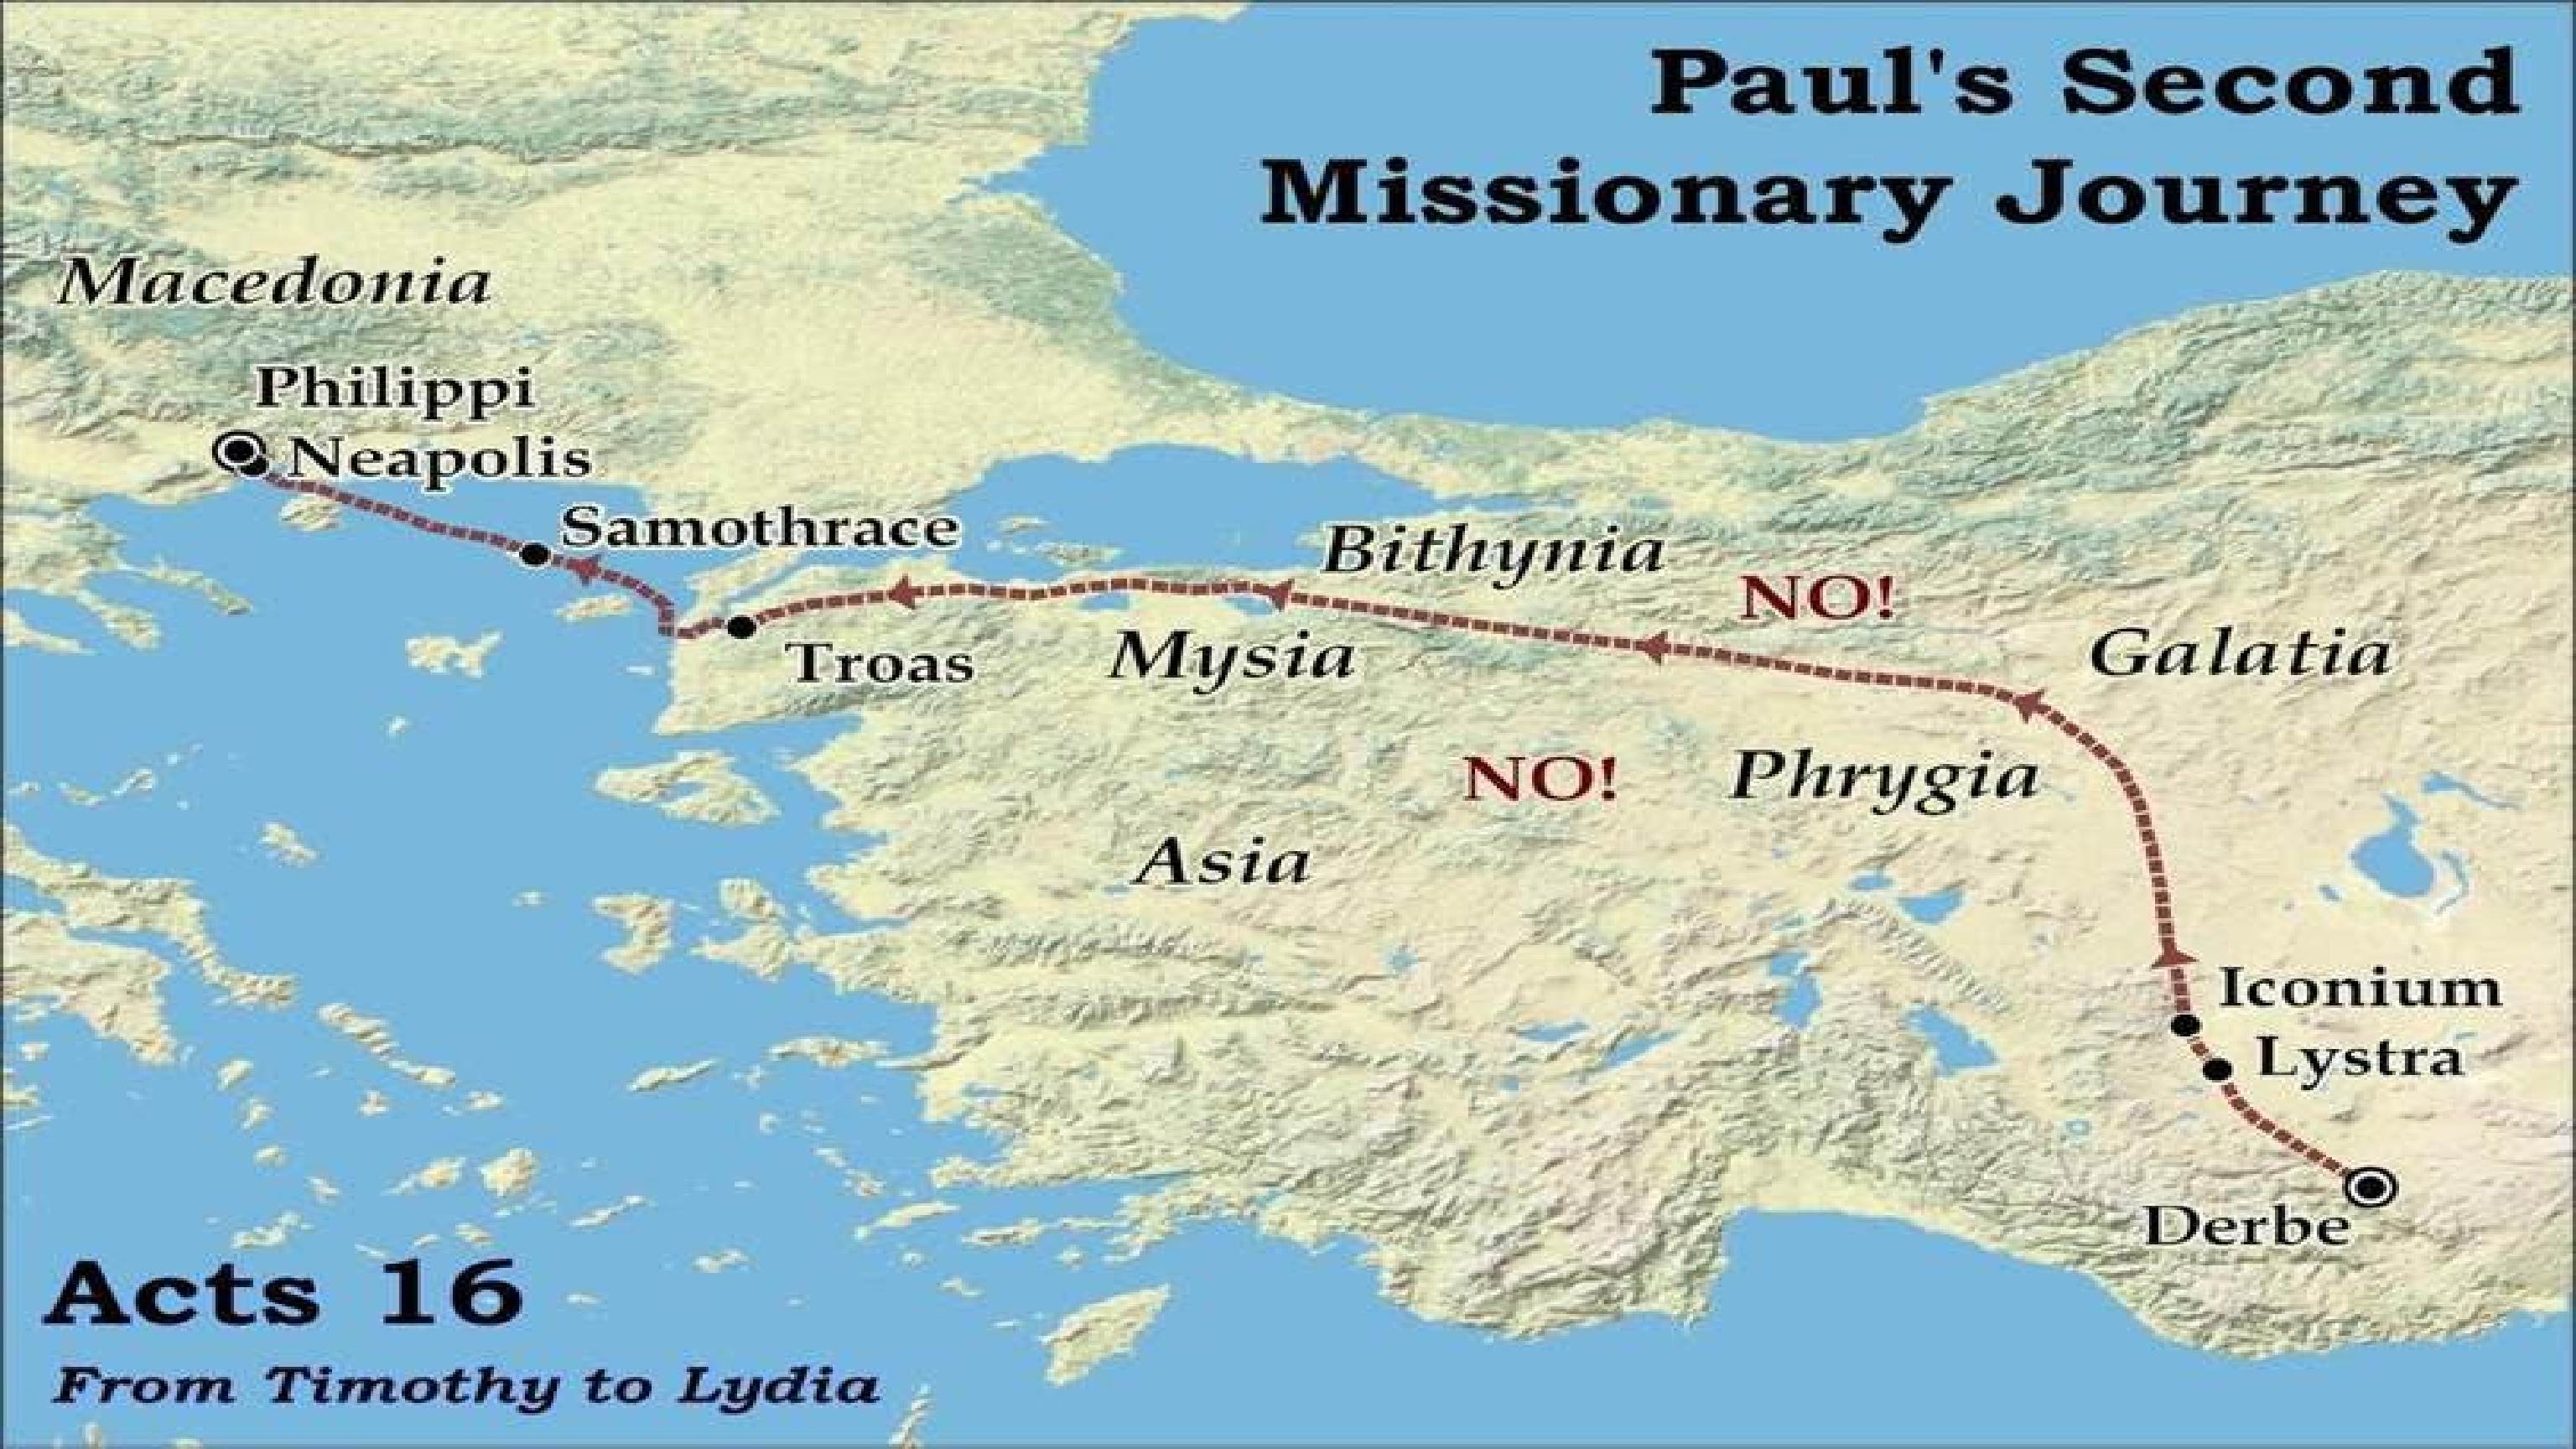 Paul's Second
Missionary Journey
Macedonia
Philippi
Neapolis
Samothrace
Bithynia
NO!
Galatia
Mysia
Troas
NO!
Phrygia
Asia
Iconium
Lystra
Derbe
Acts 16
From Timothy to Lydia